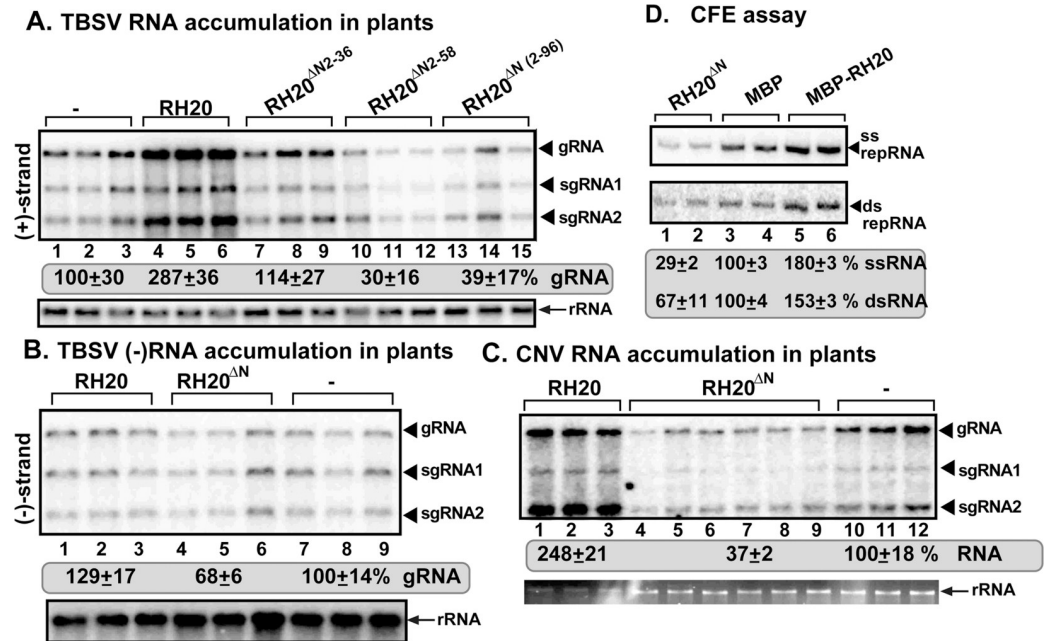 A. TBSV RNA accumulation in plants
- RH20 RH20ΔN2-36 RH20ΔN2-58 RH20ΔN (2-96)
(+)-strand
gRNA
sgRNA1
sgRNA2
1 2 3 4 5 6 7 8 9 10 11 12 13 14 15
100±30 287±36 114±27 30±16 39±17% gRNA
rRNA
D. CFE assay
RH20ΔN MBP MBP-RH20
ss
repRNA
ds
repRNA
1 2 3 4 5 6
29±2 100±3 180±3 % ssRNA
67±11 100±4 153±3 % dsRNA
B. TBSV (-)RNA accumulation in plants
RH20 RH20ΔN -
(-)-strand
gRNA
sgRNA1
sgRNA2
1 2 3 4 5 6 7 8 9
129±17 68±6 100±14% gRNA
rRNA
C. CNV RNA accumulation in plants
RH20 RH20ΔN -
gRNA
sgRNA1
sgRNA2
1 2 3 4 5 6 7 8 9 10 11 12
248±21 37±2 100±18 % RNA
rRNA